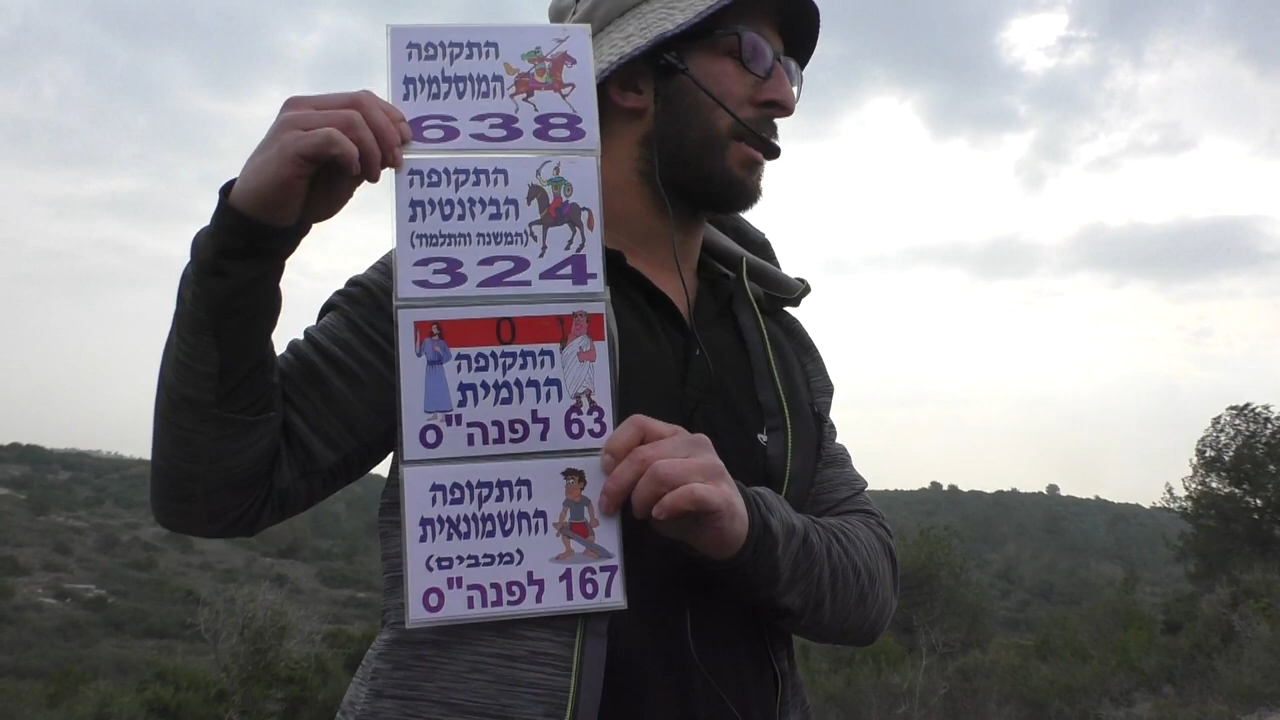 התקופה
המוסלמית
638
התקופה
הביזנטית
(המשנה והתלמוד)
324
0
התקופה
הרומית
63 לפנה"ס
התקופה
החשמונאית
(מכבים)
167 לפנה"ס